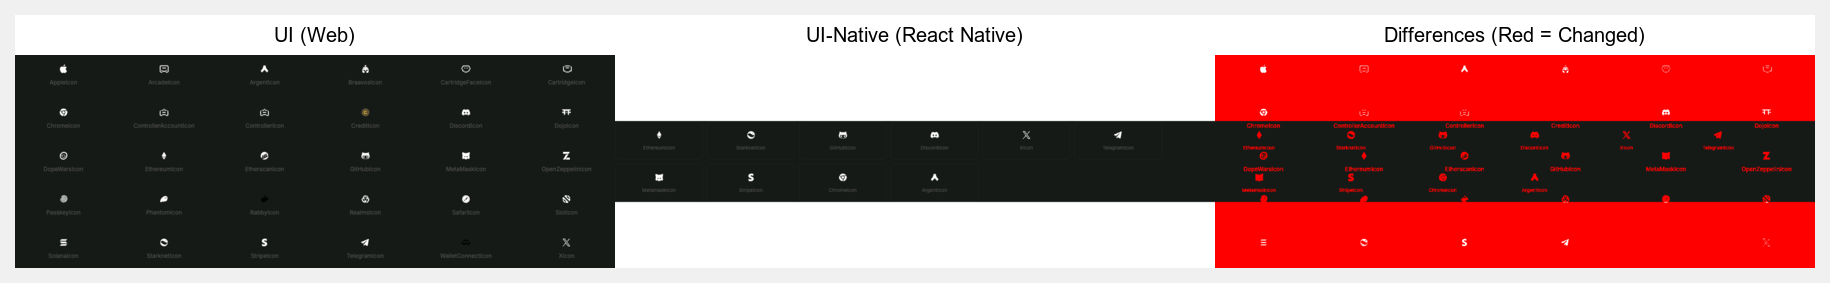 UI (Web)
UI-Native (React Native)
Differences (Red = Changed)
AppleIcon ArcadeIcon ArgentIcon BraavosIcon CartridgeFaceIcon CartridgeIcon
ChromeIcon ControllerAccountIcon ControllerIcon CreditIcon DiscordIcon DojoIcon
DopeWarsIcon EthereumIcon EtherscanIcon GitHubIcon MetaMaskIcon OpenZeppelinIcon
PasskeyIcon PhantomIcon RabbyIcon RealmsIcon SafariIcon SlotIcon
SolanaIcon StarknetIcon StripeIcon TelegramIcon WalletConnectIcon XIcon
EthereumIcon StarknetIcon GitHubIcon DiscordIcon XIcon TelegramIcon
MetaMaskIcon StripeIcon ChromeIcon ArgentIcon
ChromeIcon ControllerAccountIcon ControllerIcon CreditIcon DiscordIcon DojoIcon
EthereumIcon StarknetIcon GitHubIcon DiscordIcon XIcon TelegramIcon
DopeWarsIcon EthereumIcon EtherscanIcon GitHubIcon MetaMaskIcon OpenZeppelinIcon
MetaMaskIcon StripeIcon ChromeIcon ArgentIcon